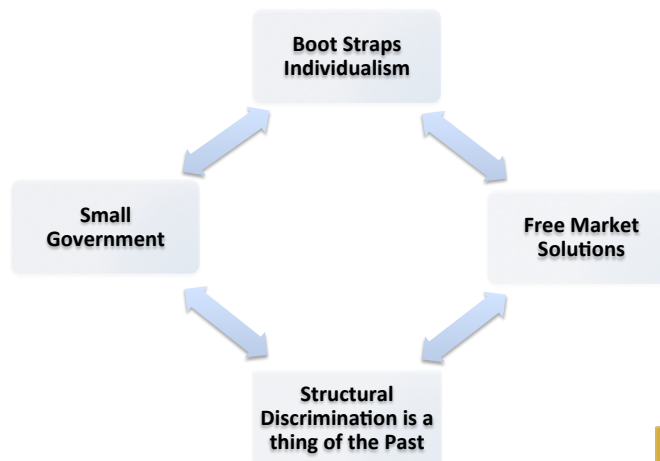 Boot Straps
Individualism
Small
Government
Free Market
Solutions
Structural
Discrimination is a
thing of the Past